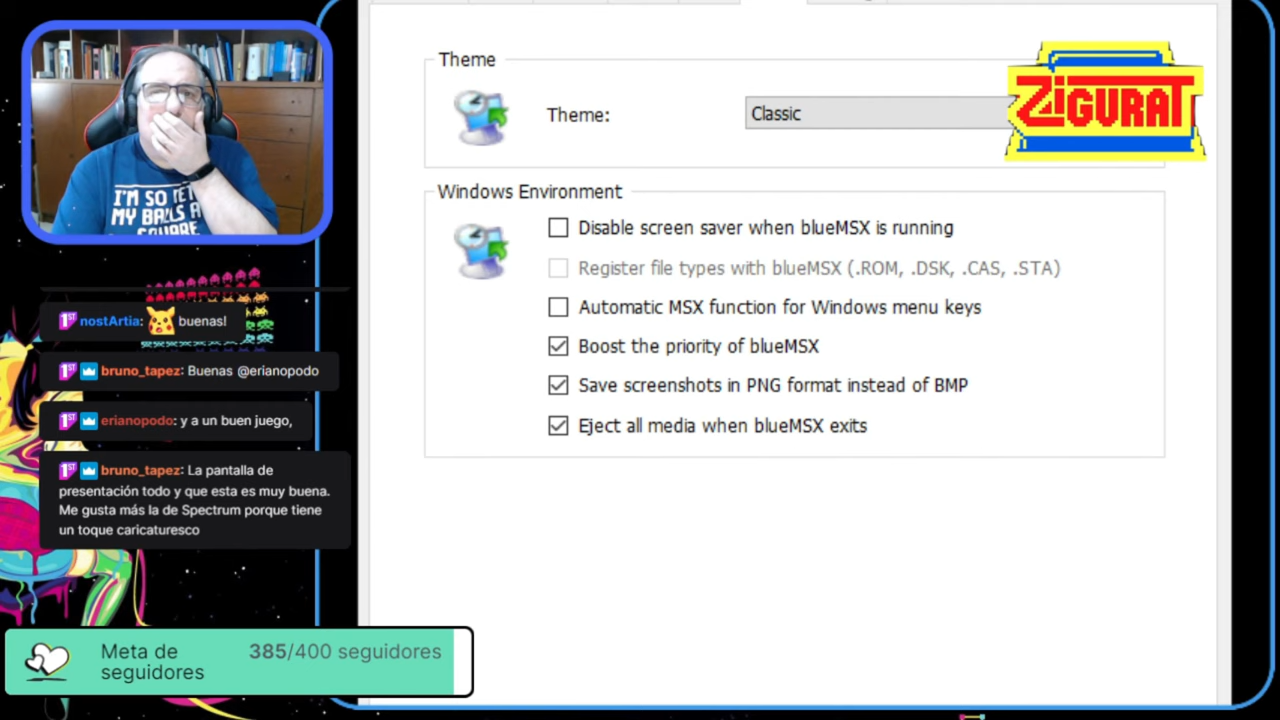 Theme
Theme:
Classic
ZIGURAT
Windows Environment
Disable screen saver when blueMSX is running
Register file types with blueMSX (.ROM, .DSK, .CAS, .STA)
Automatic MSX function for Windows menu keys
Boost the priority of blueMSX
Save screenshots in PNG format instead of BMP
Eject all media when blueMSX exits
I'M SO
MY BALLS
SQUARE
1ST nostArtia: buenas!
1ST bruno_tapez: Buenas @erianopodo
1ST erianopodo: y a un buen juego,
1ST bruno_tapez: La pantalla de
presentación todo y que esta es muy buena.
Me gusta más la de Spectrum porque tiene
un toque caricaturesco
Meta de
seguidores
385/400 seguidores